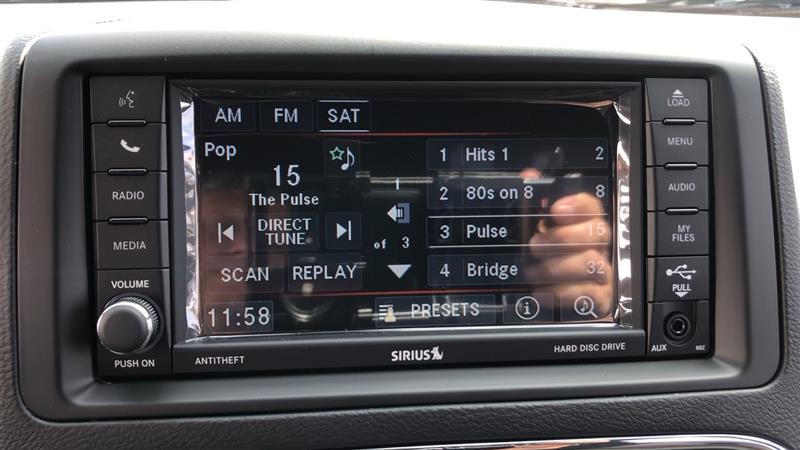 AM FM SAT
Pop
15
The Pulse
DIRECT
TUNE
SCAN REPLAY
11:58
1
of 3
1 Hits 1 2
2 80s on 8 8
3 Pulse 15
4 Bridge 32
PRESETS i
RADIO
MEDIA
VOLUME
PUSH ON
LOAD
MENU
AUDIO
MY
FILES
PULL
AUX RBZ
ANTITHEFT SIRIUS HARD DISC DRIVE